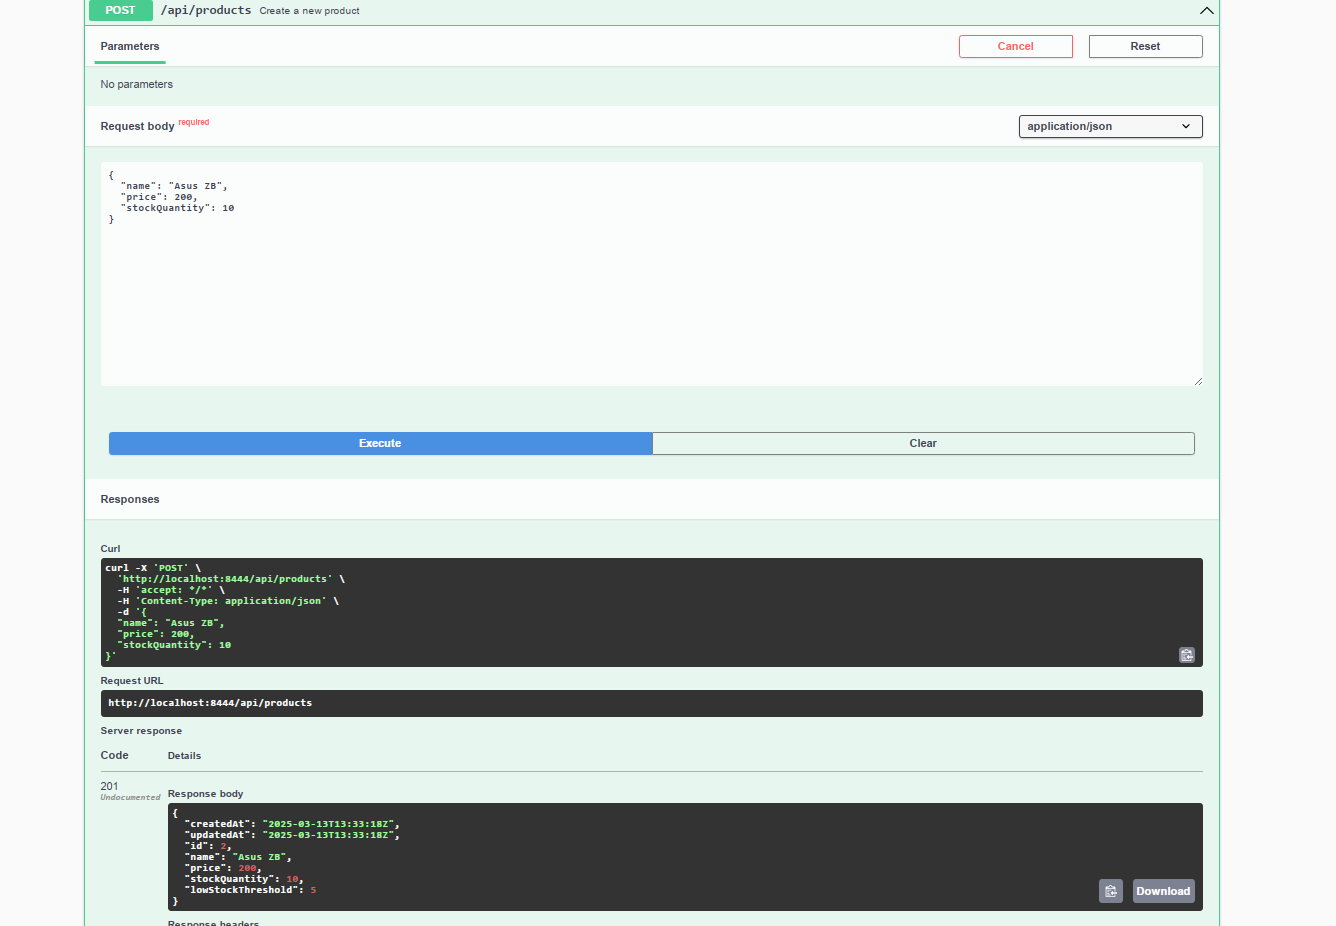 POST /api/products Create a new product
Parameters
Cancel
Reset
No parameters
Request body required
application/json
{
  "name": "Asus ZB",
  "price": 200,
  "stockQuantity": 10
}
Execute
Clear
Responses
Curl
curl -X 'POST' \
  'http://localhost:8444/api/products' \
  -H 'accept: */*' \
  -H 'Content-Type: application/json' \
  -d '{
  "name": "Asus ZB",
  "price": 200,
  "stockQuantity": 10
}'
Request URL
http://localhost:8444/api/products
Server response
Code Details
201
Undocumented
Response body
{
  "createdAt": "2025-03-13T13:33:18Z",
  "updatedAt": "2025-03-13T13:33:18Z",
  "id": 2,
  "name": "Asus ZB",
  "price": 200,
  "stockQuantity": 10,
  "lowStockThreshold": 5
}
Download
Response headers